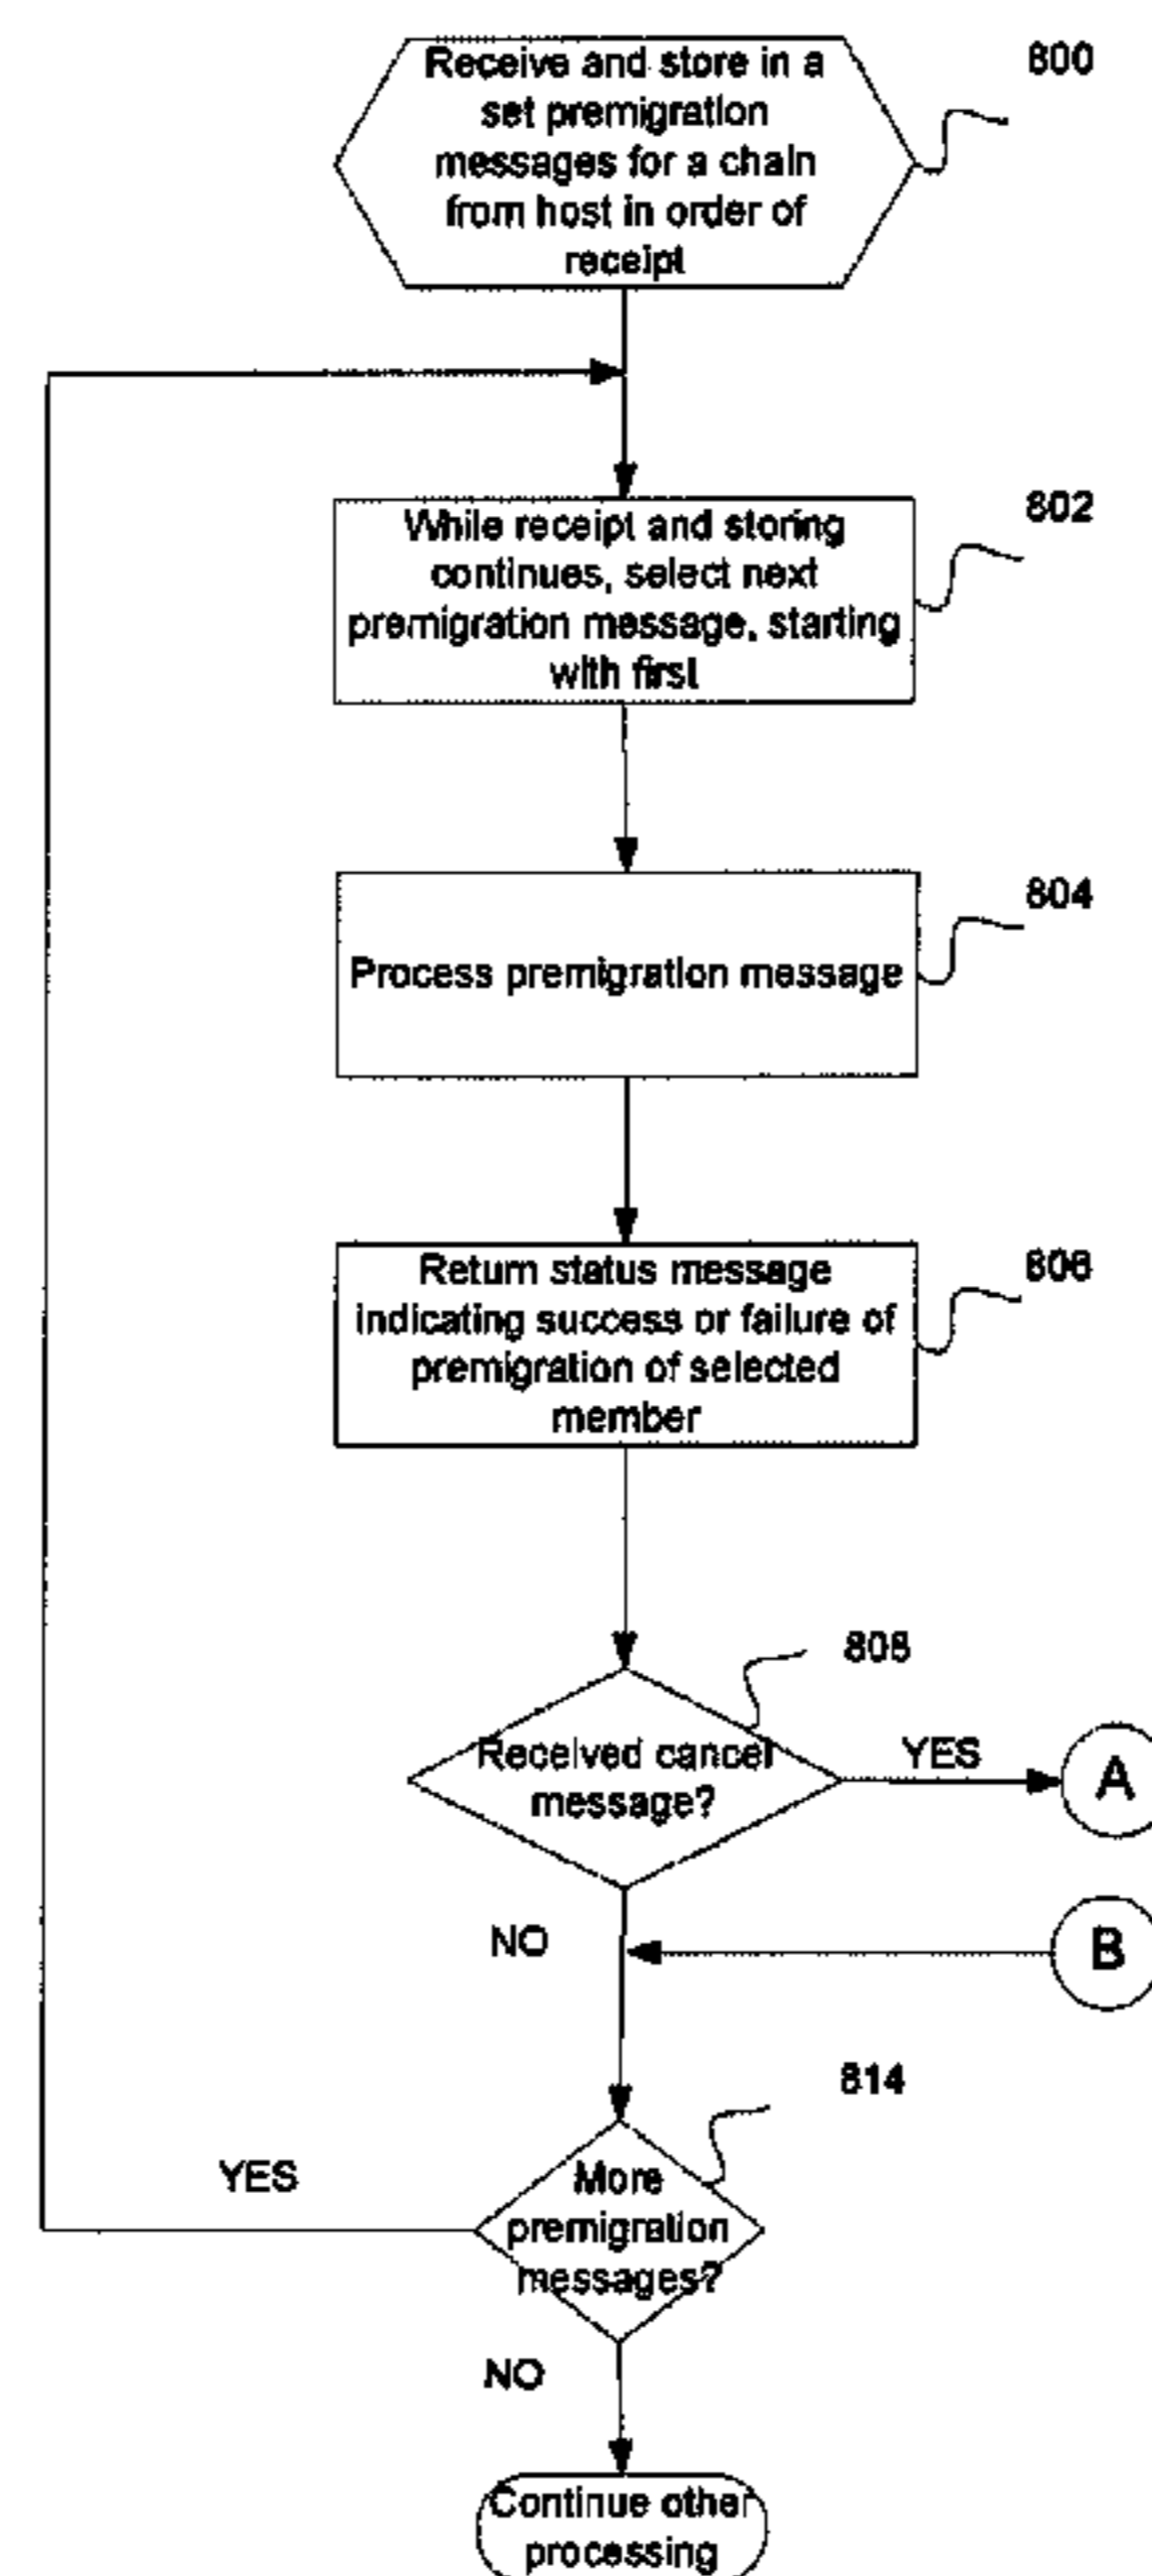 Receive and store in a
set premigration
messages for a chain
from host in order of
receipt
800
While receipt and storing
continues, select next
premigration message, starting
with first
802
Process premigration message
804
Return status message
indicating success or failure of
premigration of selected
member
806
808
Received cancel
message?
YES
A
NO
B
814
More
premigration
messages?
YES
NO
Continue other
processing